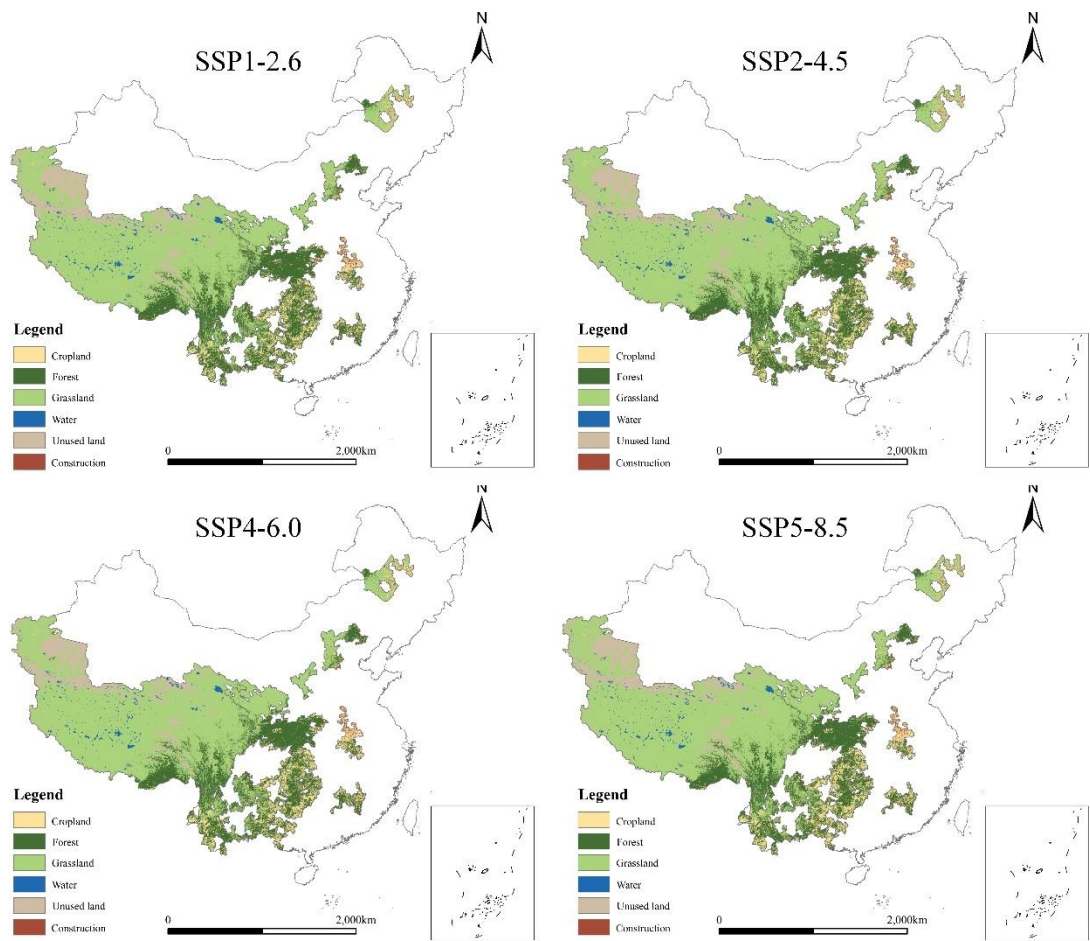 SSP1-2.6
N
Legend
Cropland
Forest
Grassland
Water
Unused land
Construction
0 2,000km
SSP2-4.5
N
Legend
Cropland
Forest
Grassland
Water
Unused land
Construction
0 2,000km
SSP4-6.0
N
Legend
Cropland
Forest
Grassland
Water
Unused land
Construction
0 2,000km
SSP5-8.5
N
Legend
Cropland
Forest
Grassland
Water
Unused land
Construction
0 2,000km